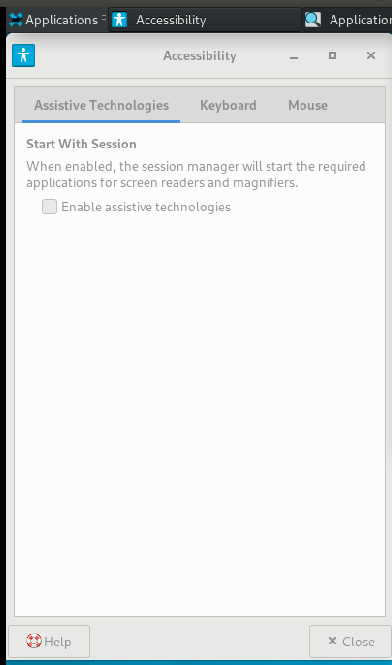 Applications
Accessibility
Application
Accessibility
Assistive Technologies
Keyboard
Mouse
Start With Session
When enabled, the session manager will start the required
applications for screen readers and magnifiers.
Enable assistive technologies
Help
Close